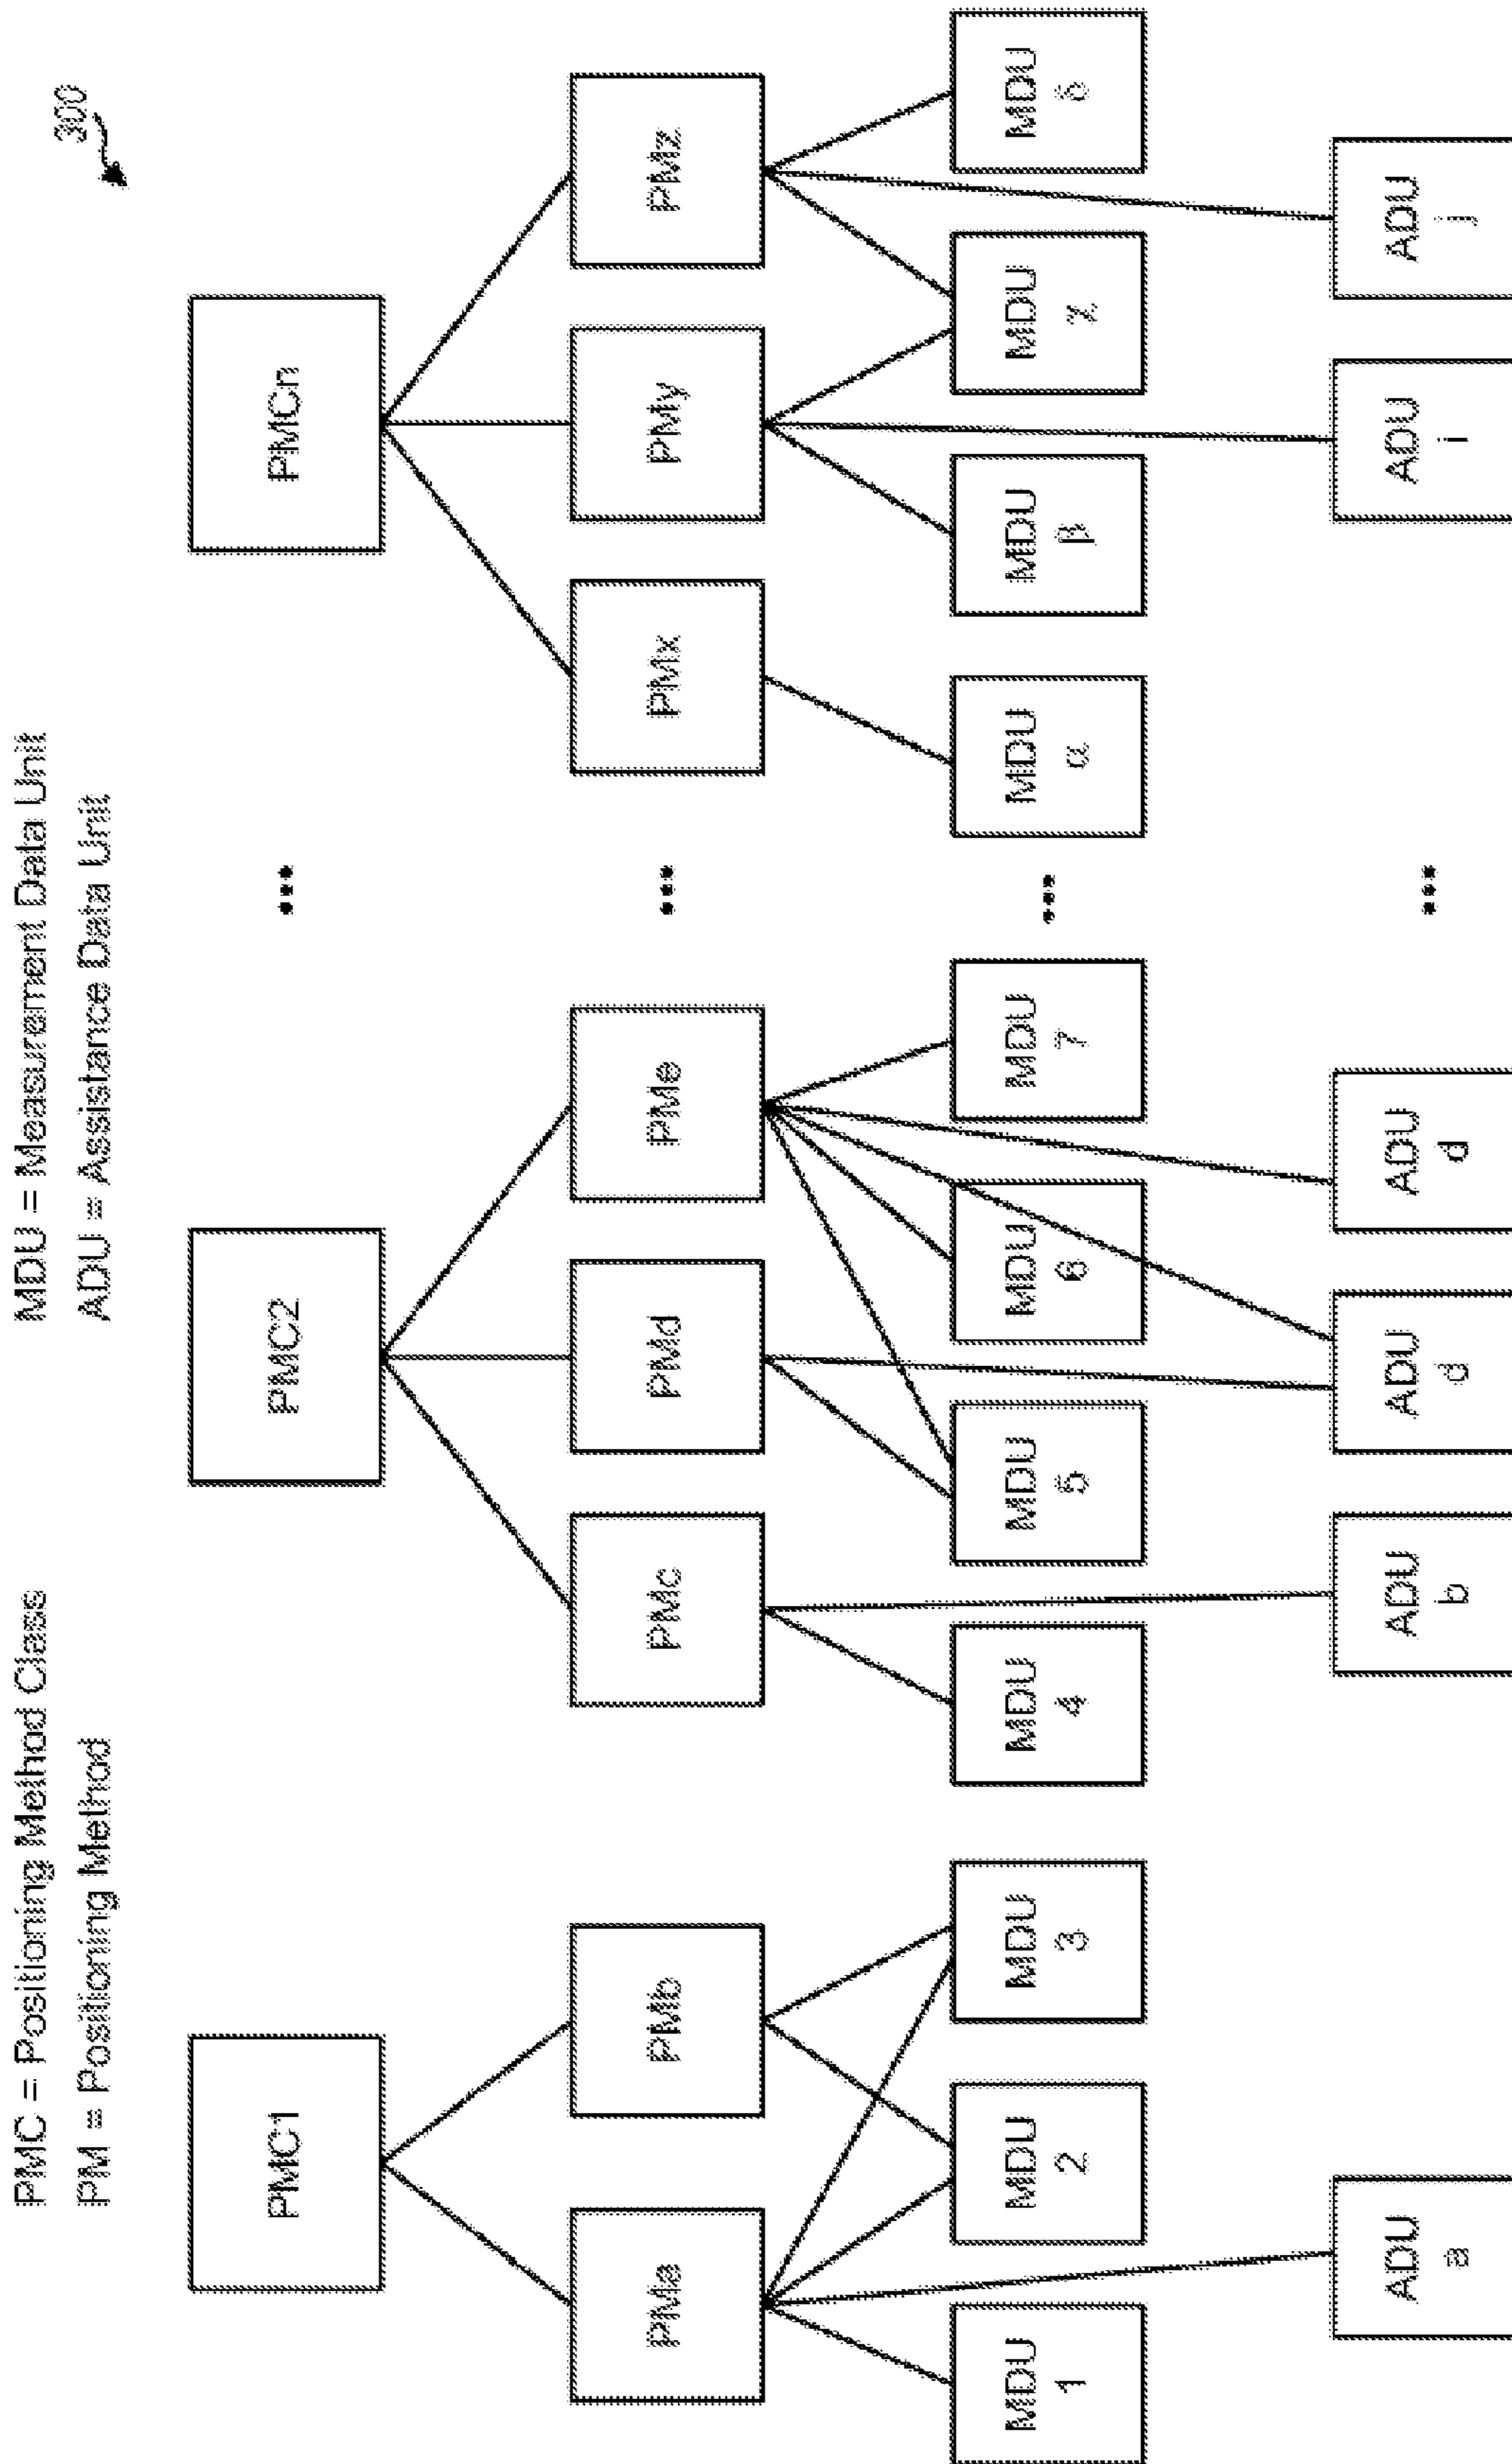 PMC = Positioning Method Class
MDU = Measurement Data Unit
PM = Positioning Method
ADU = Assistance Data Unit
300
PMC1
PMC2
•••
PMCn
PMa
PMb
PMc
PMd
PMe
•••
PMx
PMy
PMz
MDU
1
MDU
2
MDU
3
MDU
4
MDU
5
MDU
6
MDU
7
•••
MDU
α
MDU
β
MDU
χ
MDU
δ
ADU
a
ADU
b
ADU
d
ADU
d
•••
ADU
i
ADU
j